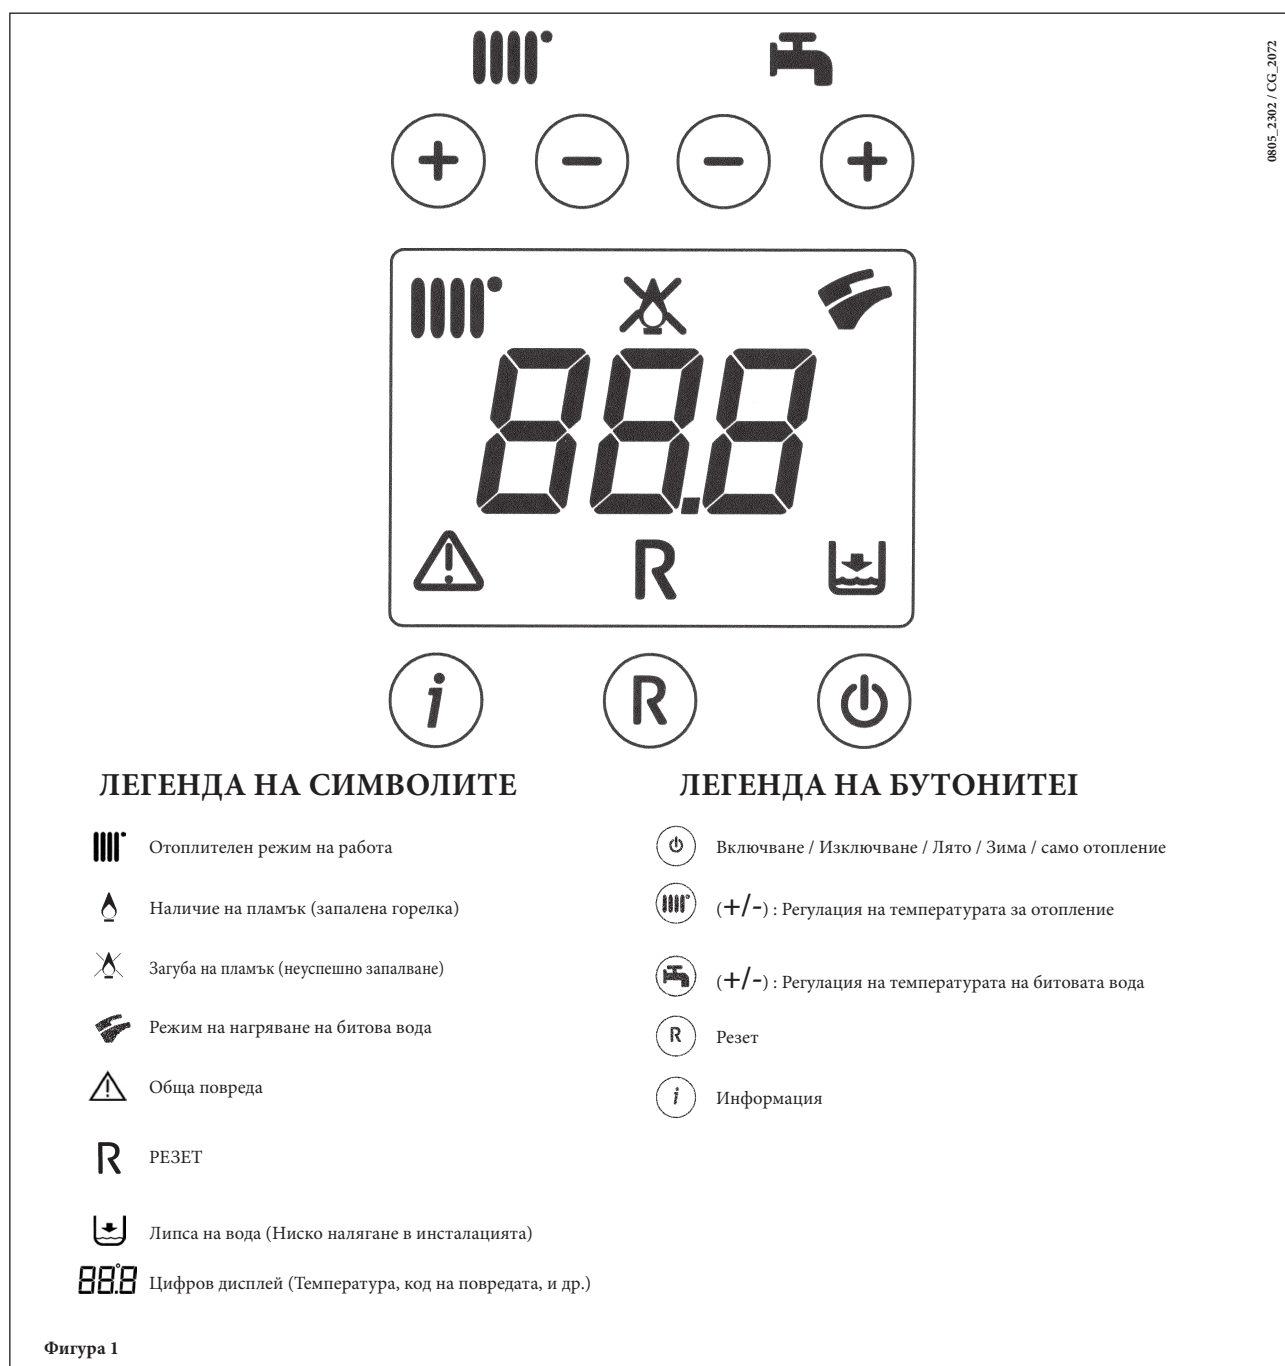 0805_2302 / CG_2072
88.8
R
i
R
ЛЕГЕНДА НА СИМВОЛИТЕ
Отоплителен режим на работа
Наличие на пламък (запалена горелка)
Загуба на пламък (неуспешно запалване)
Режим на нагряване на битова вода
Обща повреда
R РЕЗЕТ
Липса на вода (Ниско налягане в инсталацията)
88.8 Цифров дисплей (Температура, код на повредата, и др.)
ЛЕГЕНДА НА БУТОНИТЕI
Включване / Изключване / Лято / Зима / само отопление
(+/-) : Регулация на температурата за отопление
(+/-) : Регулация на температурата на битовата вода
R Резет
i Информация
Фигура 1